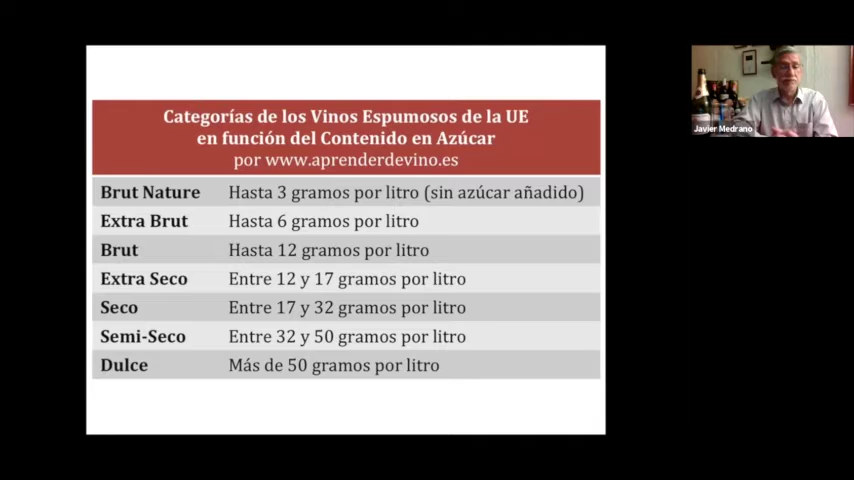 Categorías de los Vinos Espumosos de la UE
en función del Contenido en Azúcar
por www.aprenderdevino.es
Brut Nature Hasta 3 gramos por litro (sin azúcar añadido)
Extra Brut Hasta 6 gramos por litro
Brut Hasta 12 gramos por litro
Extra Seco Entre 12 y 17 gramos por litro
Seco Entre 17 y 32 gramos por litro
Semi-Seco Entre 32 y 50 gramos por litro
Dulce Más de 50 gramos por litro
Javier Medrano